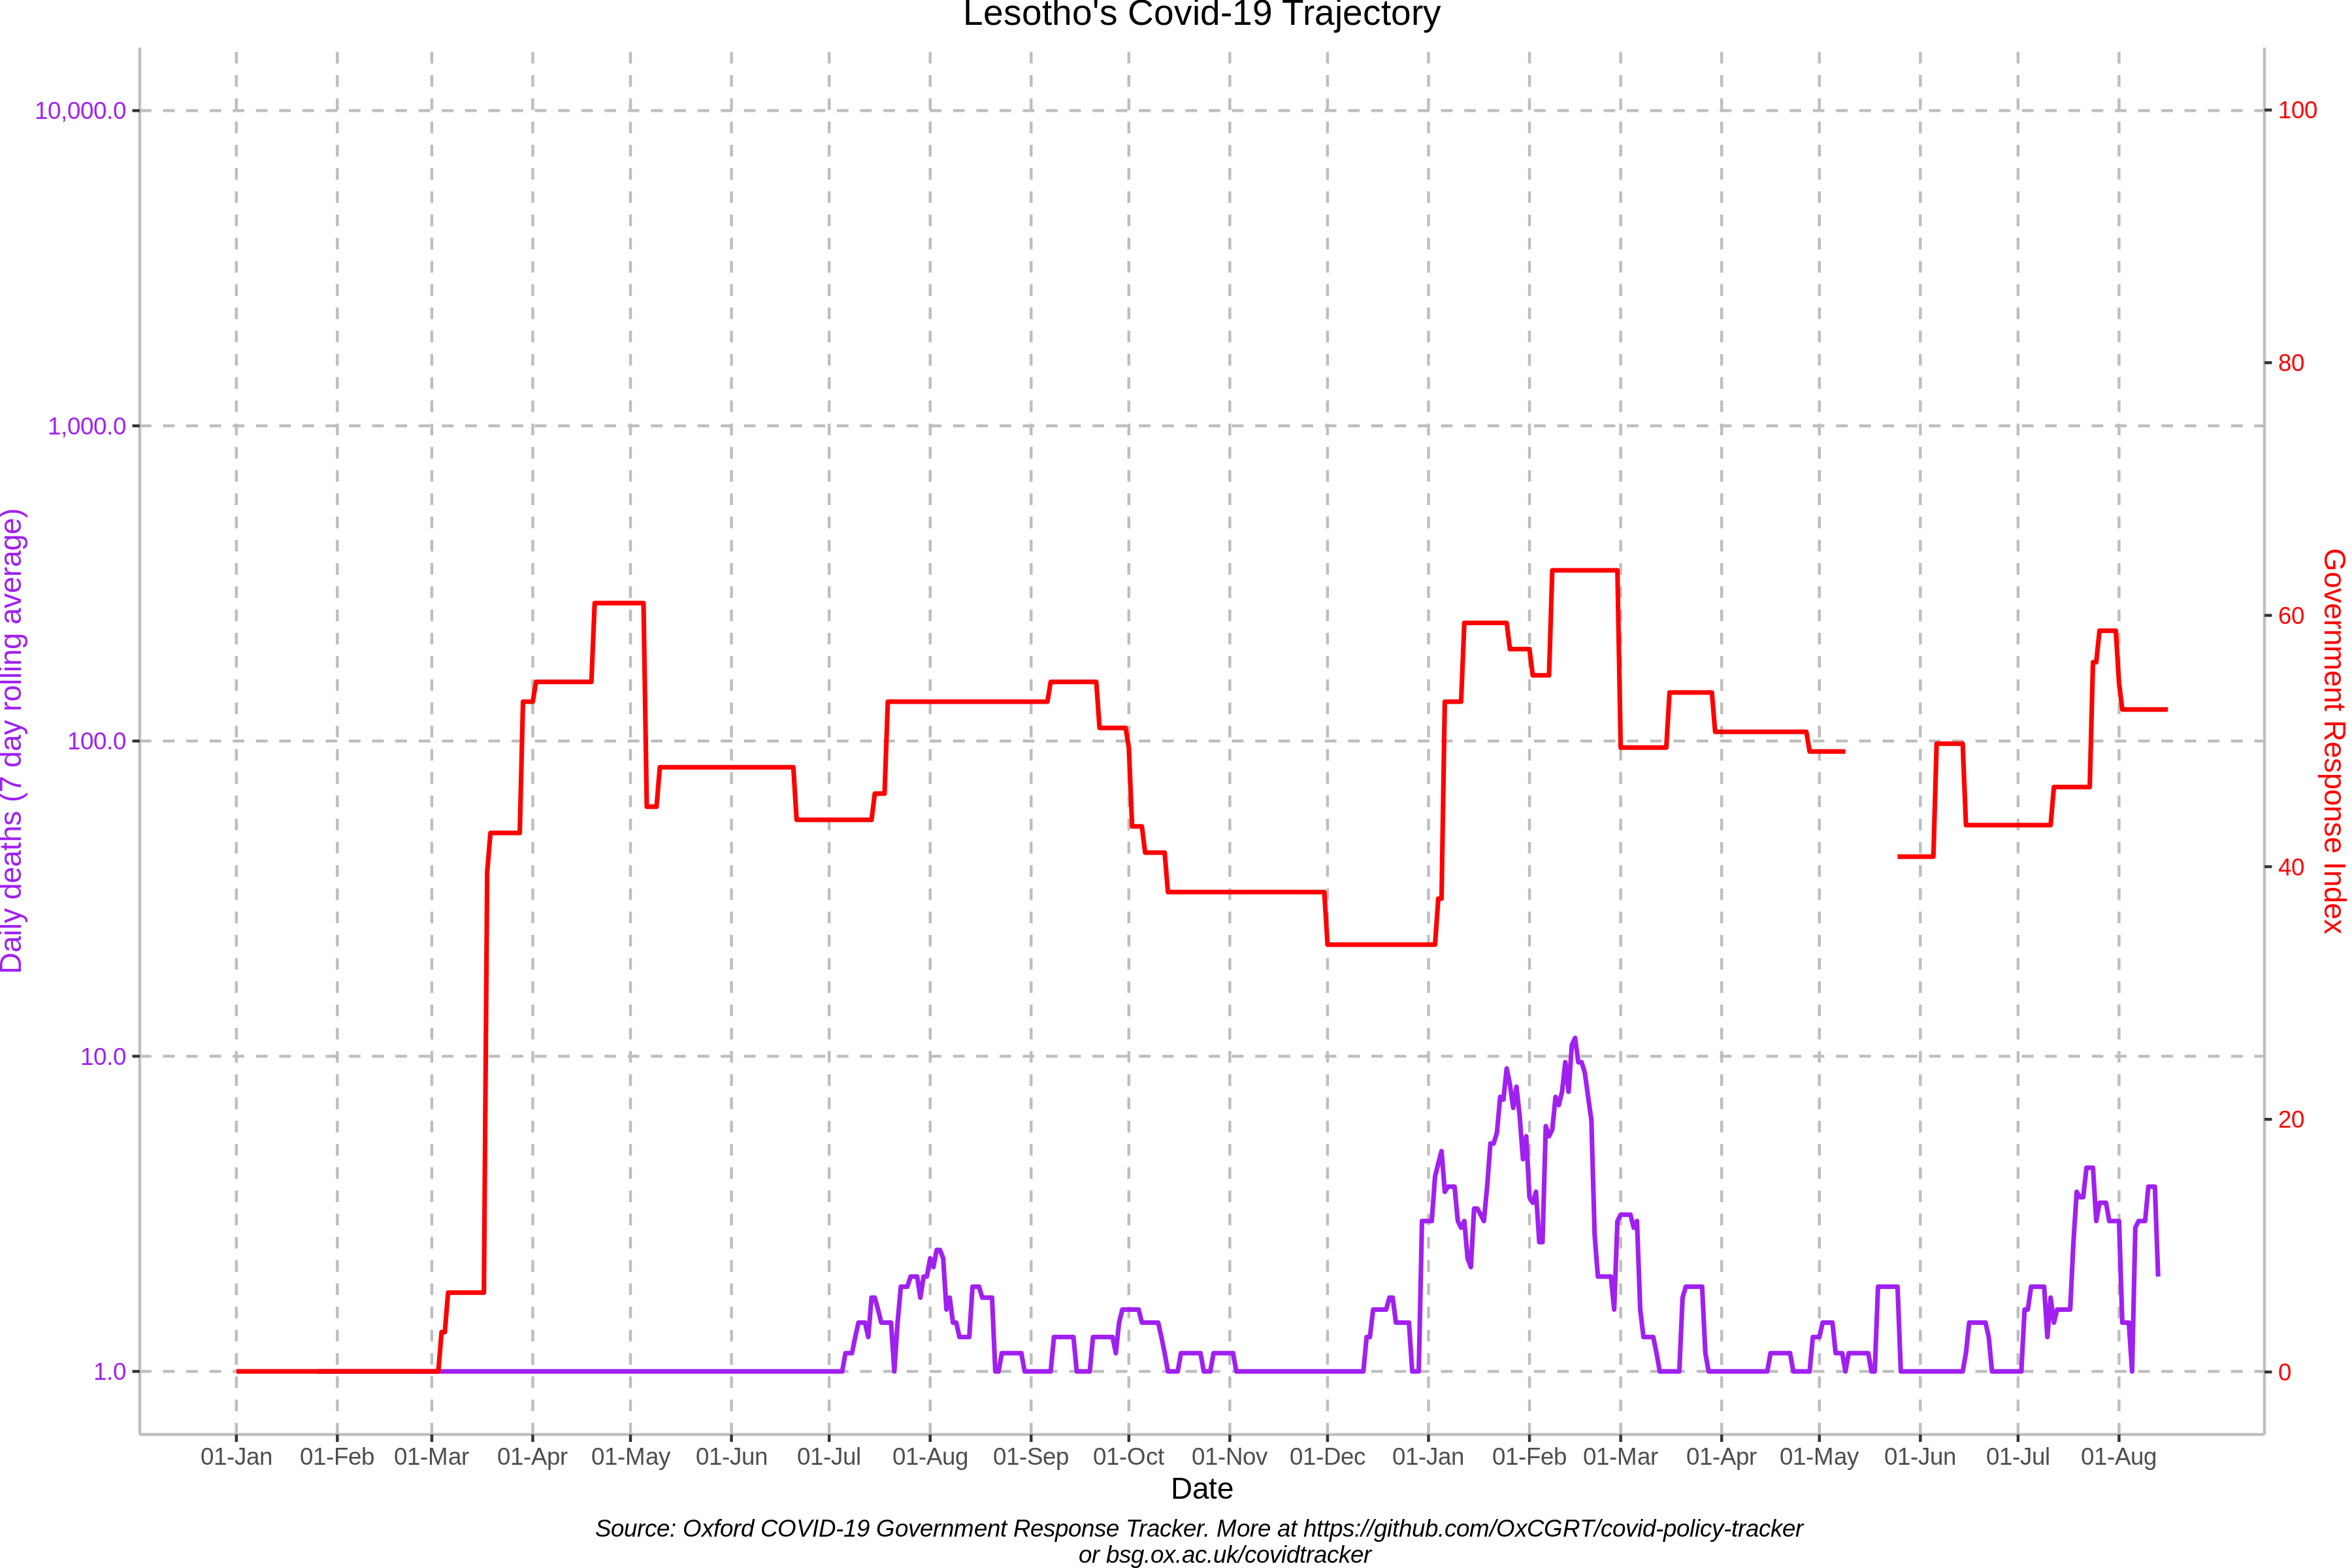 Lesotho's Covid-19 Trajectory
10,000.0
1,000.0
100.0
10.0
1.0
Daily deaths (7 day rolling average)
100
80
60
40
20
0
Government Response Index
01-Jan 01-Feb 01-Mar 01-Apr 01-May 01-Jun 01-Jul 01-Aug 01-Sep 01-Oct 01-Nov 01-Dec 01-Jan 01-Feb 01-Mar 01-Apr 01-May 01-Jun 01-Jul 01-Aug
Date
Source: Oxford COVID-19 Government Response Tracker. More at https://github.com/OxCGRT/covid-policy-tracker
or bsg.ox.ac.uk/covidtracker